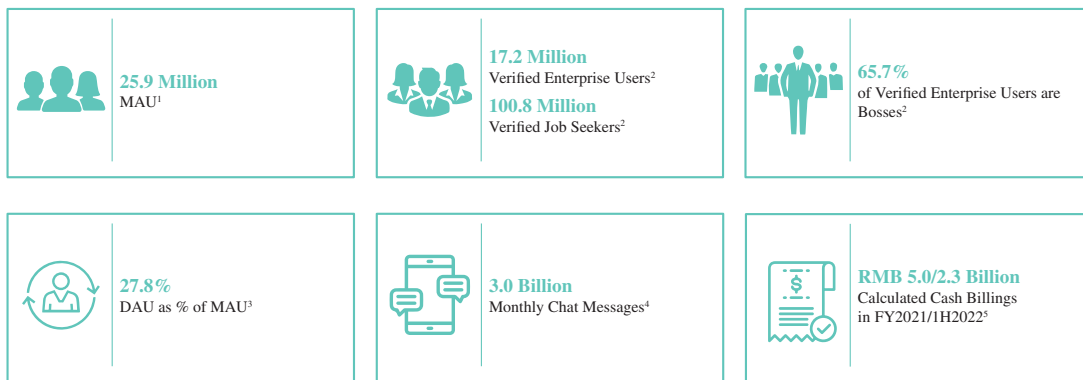 25.9 Million
MAU¹
17.2 Million
Verified Enterprise Users²
100.8 Million
Verified Job Seekers²
65.7%
of Verified Enterprise Users are
Bosses²
27.8%
DAU as % of MAU³
3.0 Billion
Monthly Chat Messages⁴
$
RMB 5.0/2.3 Billion
Calculated Cash Billings
in FY2021/1H2022⁵